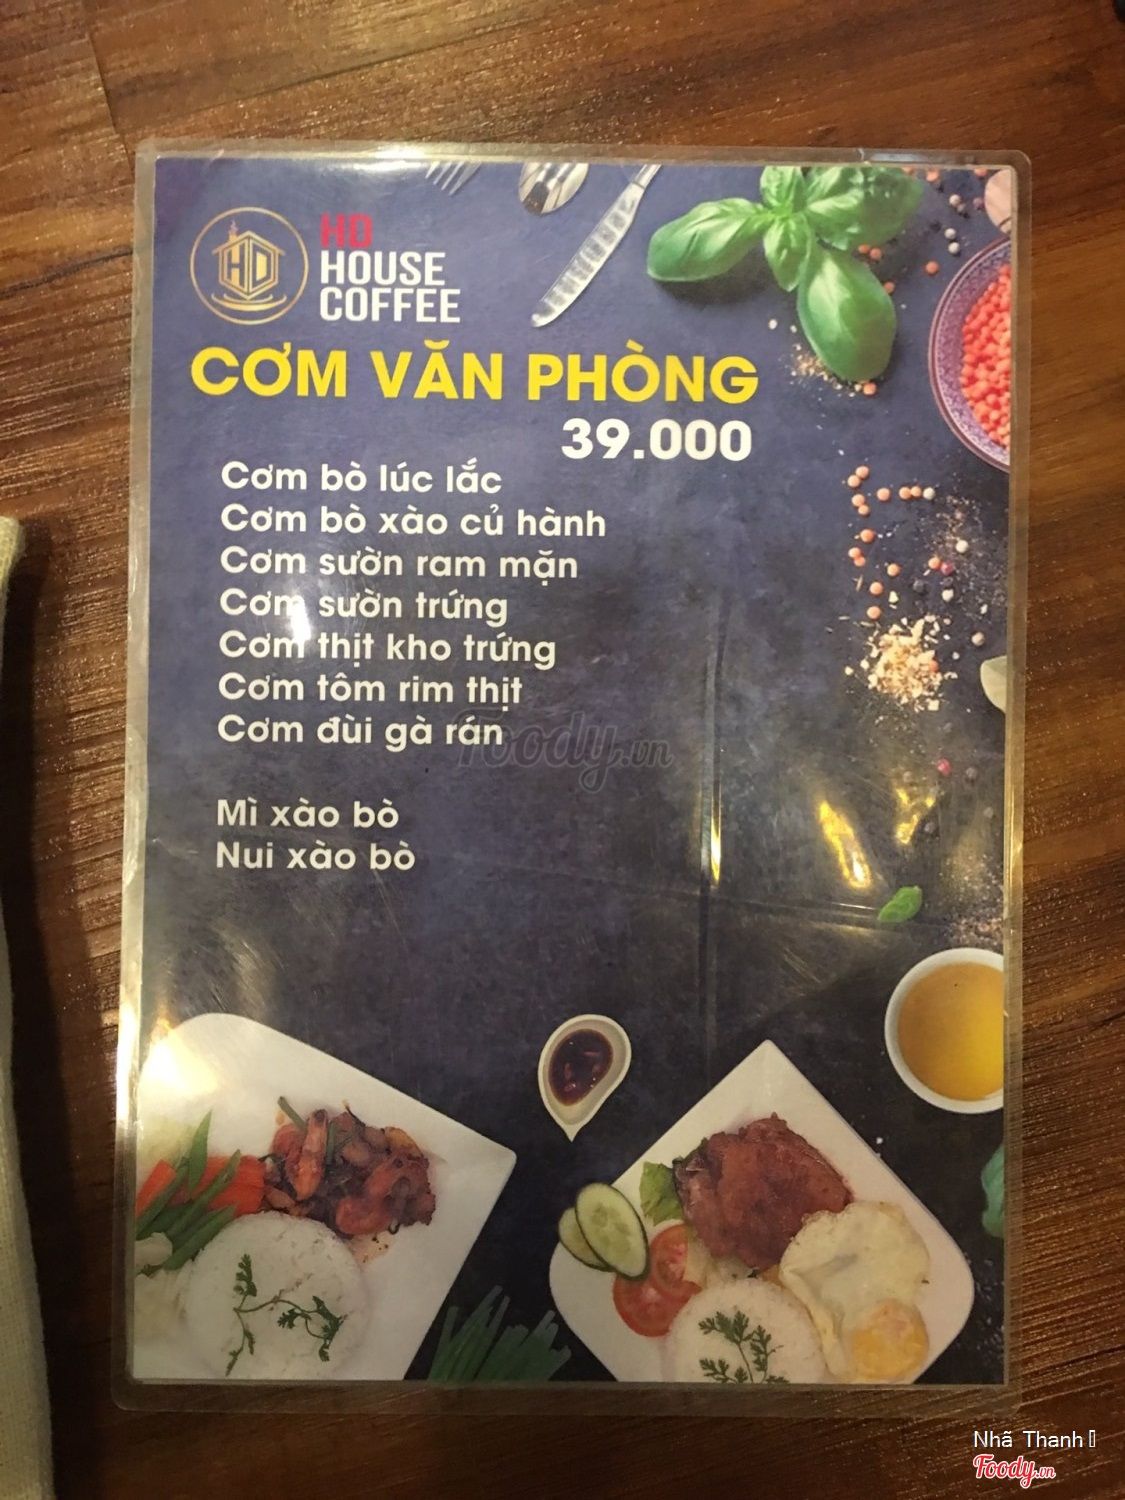 HD
HD
HOUSE
COFFEE
CƠM VĂN PHÒNG
39.000
Cơm bò lúc lắc
Cơm bò xào củ hành
Cơm sườn ram mặn
Cơm sườn trứng
Cơm thịt kho trứng
Cơm tôm rim thịt
Cơm đùi gà rán
Foody.vn
Mì xào bò
Nui xào bò
Nhã Thanh
Foody.vn